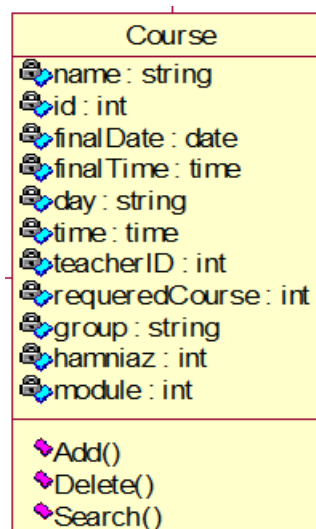 Course
name : string
id : int
finalDate : date
finalTime : time
day : string
time : time
teacherID : int
requeredCourse : int
group : string
hamniaz : int
module : int
Add()
Delete()
Search()